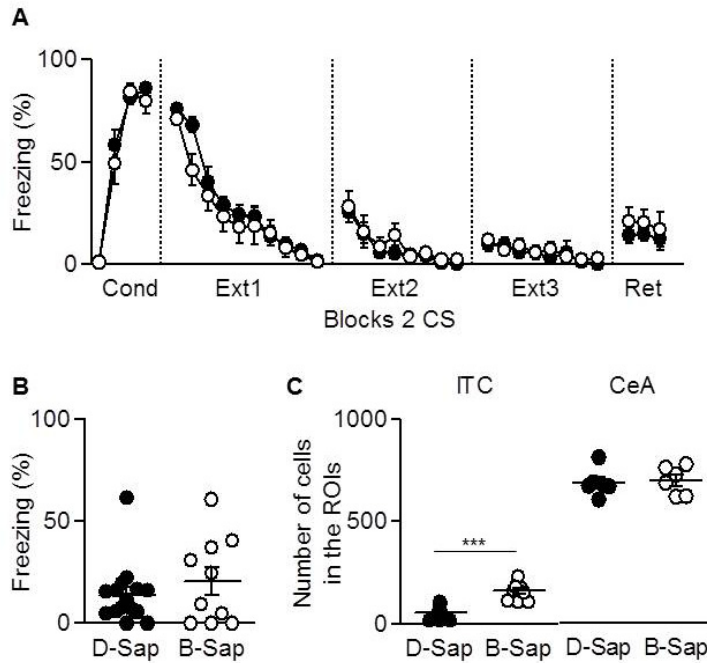 A
Freezing (%)
100
50
0
Cond Ext1 Ext2 Ext3 Ret
Blocks 2 CS
B
Freezing (%)
100
50
0
D-Sap B-Sap
C
ITC CeA
Number of cells
in the ROIs
1000
500
0
***
D-Sap B-Sap D-Sap B-Sap